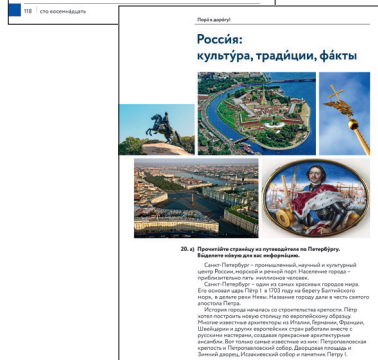 118 сто восемна́дцать
Пора́ в доро́гу!
Росси́я:
культу́ра, тради́ции, фа́кты
20. а) Прочита́йте страни́цу из путеводи́теля по Петербу́ргу.
Вы́делите но́вую для вас информа́цию.
Санкт-Петербург – промышленный, научный и культурный
центр России, морской и речной порт. Население города –
приблизительно пять миллионов человек.
Санкт-Петербург – один из самых красивых городов мира.
Его основал царь Пётр I в 1703 году на берегу Балтийского
моря, в дельте реки Невы. Название городу дали в честь святого
апостола Петра.
История города началась со строительства крепости. Пётр
хотел построить новую столицу по европейскому образцу.
Многие известные архитекторы из Италии, Германии, Франции,
Швейцарии и других европейских стран работали вместе с
русскими мастерами, создавая прекрасные архитектурные
ансамбли. Вот только самые известные из них: Петропавловская
крепость и Петропавловский собор, Дворцовая площадь и
Зимний дворец, Исаакиевский собор и памятник Петру I.